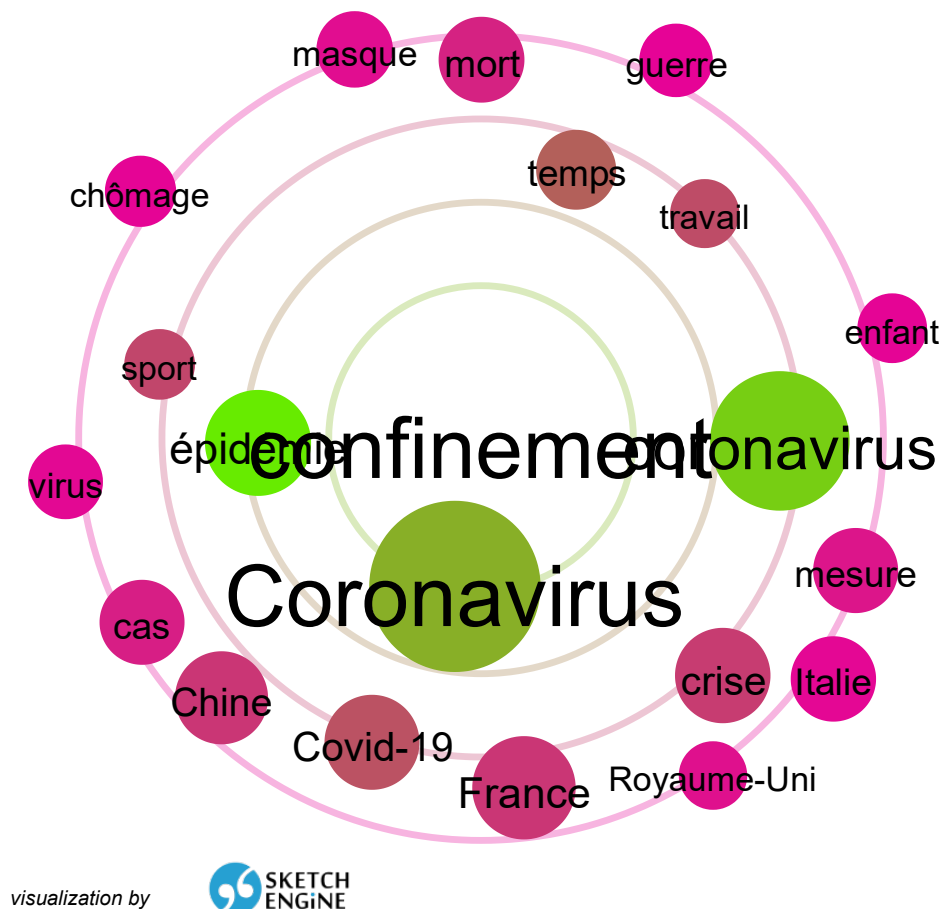 masque
mort
guerre
temps
chômage
travail
enfant
sport
épidémie
confinement
coronavirus
virus
mesure
Coronavirus
cas
crise
Italie
Chine
Covid-19
Royaume-Uni
France
visualization by
SKETCH
ENGINE